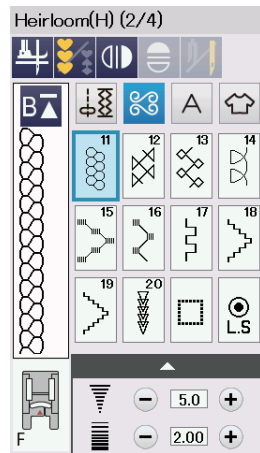 Heirloom(H) (2/4)
B A
11 12 13 14
15 16 17 18
19 20 L.S
F
− 5.0 +
− 2.00 +